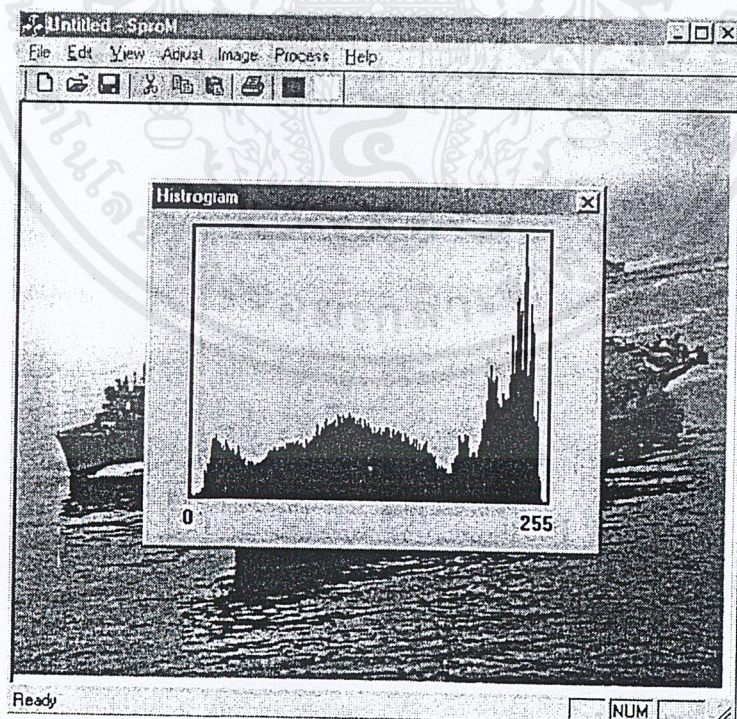 Untitled - SproM
File Edit View Adjust Image Process Help
Histrogram
0 255
Ready
NUM